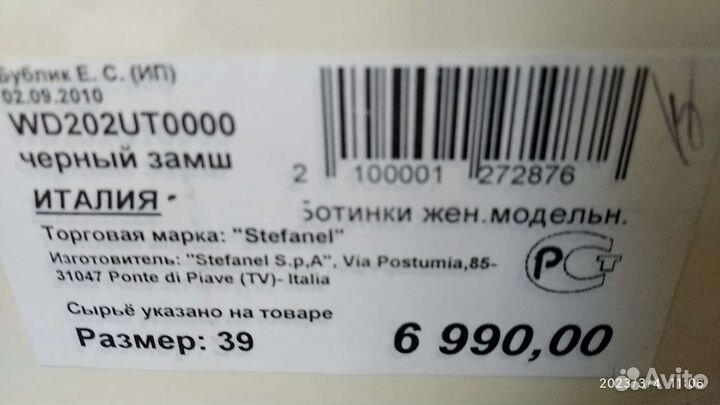 Бублик Е. С. (ИП)
02.09.2010
WD202UT0000
черный замш
2 100001 272876
ИТАЛИЯ -
Ботинки жен.модельн.
Торговая марка: "Stefanel"
Изготовитель: "Stefanel S.p,A", Via Postumia,85-
31047 Ponte di Piave (TV)- Italia
РСТ
Сырьё указано на товаре
Размер: 39
6 990,00
2023/3/4 11:06
Avito